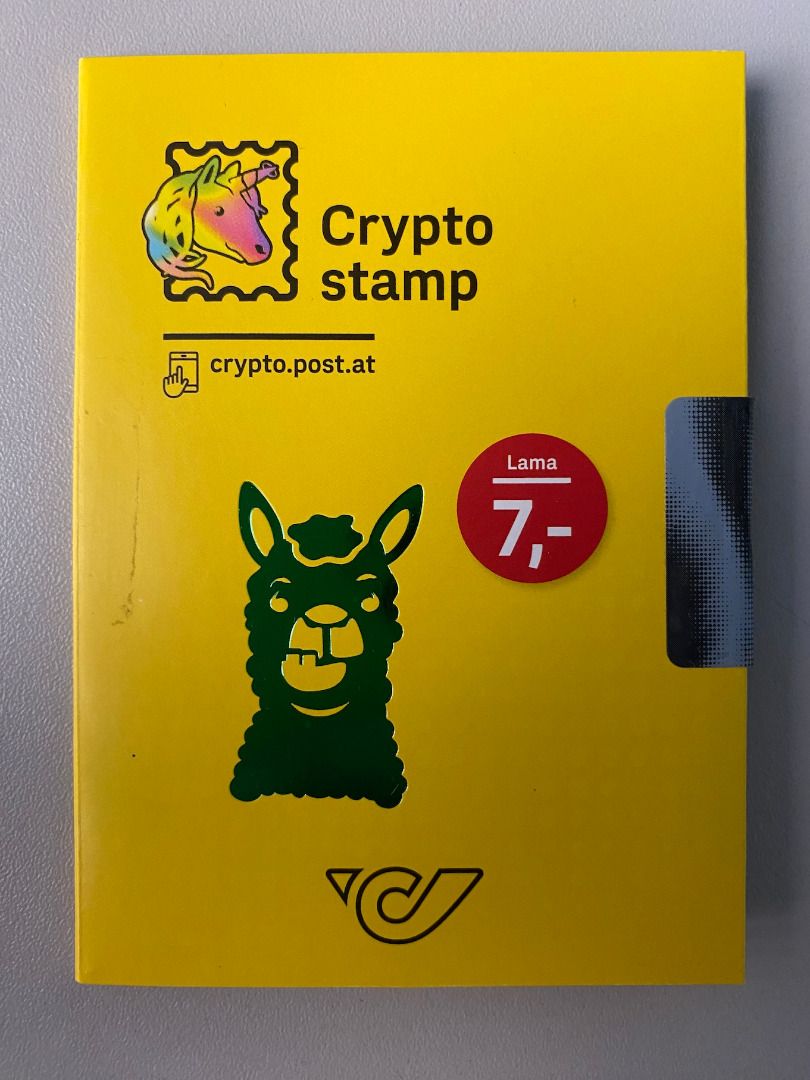 Crypto
stamp
crypto.post.at
Lama
7,-